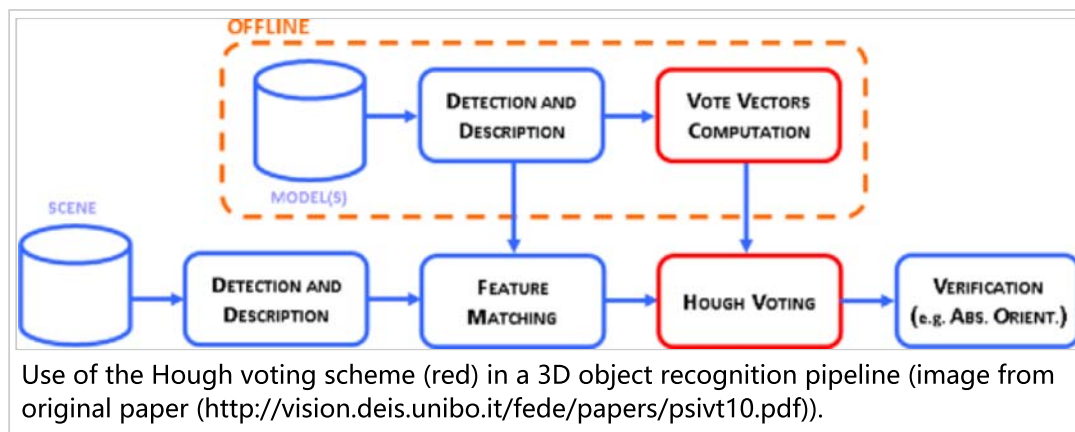 OFFLINE
DETECTION AND
DESCRIPTION
VOTE VECTORS
COMPUTATION
MODEL(S)
SCENE
DETECTION AND
DESCRIPTION
FEATURE
MATCHING
HOUGH VOTING
VERIFICATION
(e.g. ABS. ORIENT.)
Use of the Hough voting scheme (red) in a 3D object recognition pipeline (image from
original paper (http://vision.deis.unibo.it/fede/papers/psivt10.pdf)).